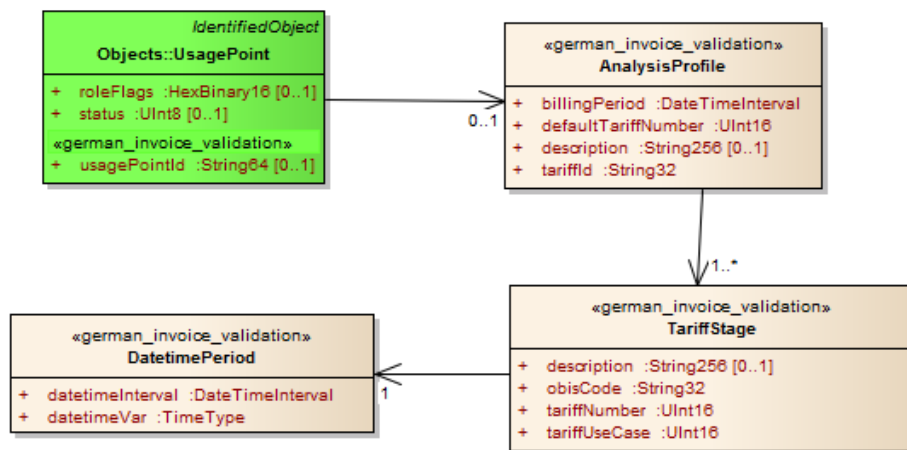 IdentifiedObject
Objects::UsagePoint
+ roleFlags :HexBinary16 [0..1]
+ status :UInt8 [0..1]
«german_invoice_validation»
+ usagePointId :String64 [0..1]
0..1
«german_invoice_validation»
AnalysisProfile
+ billingPeriod :DateTimeInterval
+ defaultTariffNumber :UInt16
+ description :String256 [0..1]
+ tariffId :String32
1..*
«german_invoice_validation»
TariffStage
+ description :String256 [0..1]
+ obisCode :String32
+ tariffNumber :UInt16
+ tariffUseCase :UInt16
1
«german_invoice_validation»
DatetimePeriod
+ datetimeInterval :DateTimeInterval
+ datetimeVar :TimeType